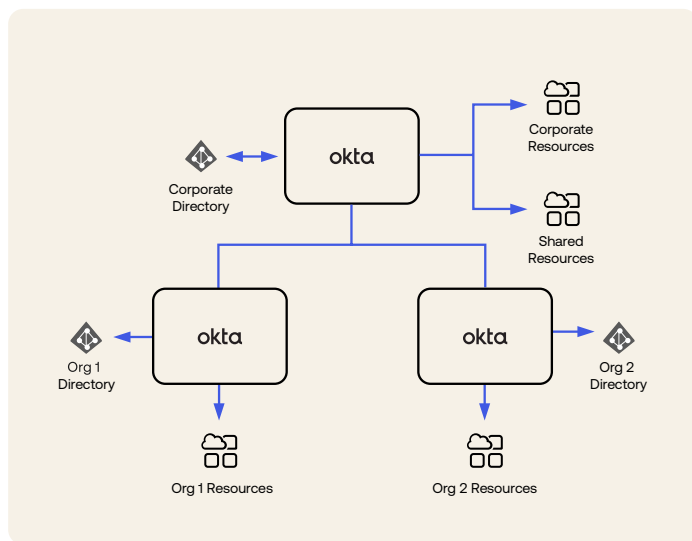 Corporate
Resources
okta
Corporate
Directory
Shared
Resources
okta
okta
Org 1
Directory
Org 2
Directory
Org 1 Resources
Org 2 Resources